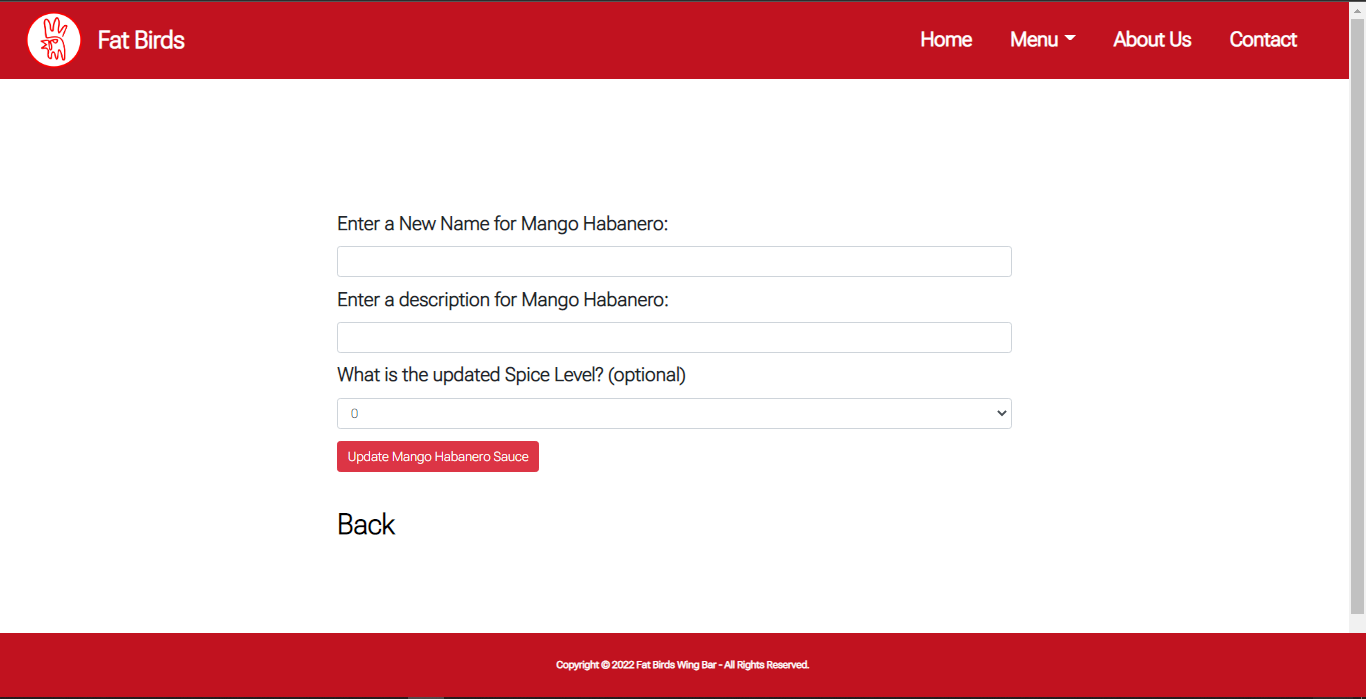 Fat Birds
Home
Menu
About Us
Contact
Enter a New Name for Mango Habanero:
Enter a description for Mango Habanero:
What is the updated Spice Level? (optional)
0
Update Mango Habanero Sauce
Back
Copyright © 2022 Fat Birds Wing Bar - All Rights Reserved.